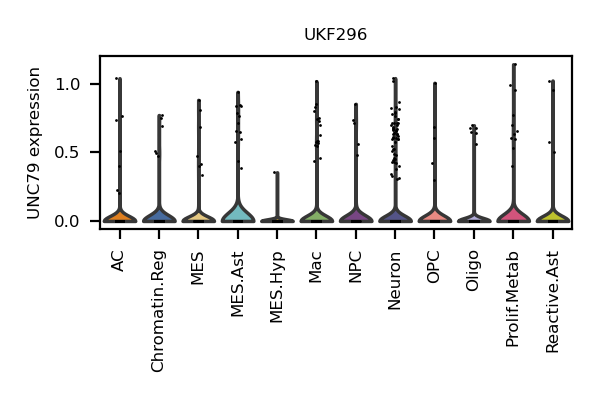 UKF296
UNC79 expression
1.0
0.5
0.0
AC
Chromatin.Reg
MES
MES.Ast
MES.Hyp
Mac
NPC
Neuron
OPC
Oligo
Prolif.Metab
Reactive.Ast